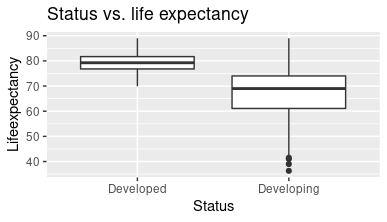 Status vs. life expectancy
Lifeexpectancy
90
80
70
60
50
40
Developed
Developing
Status